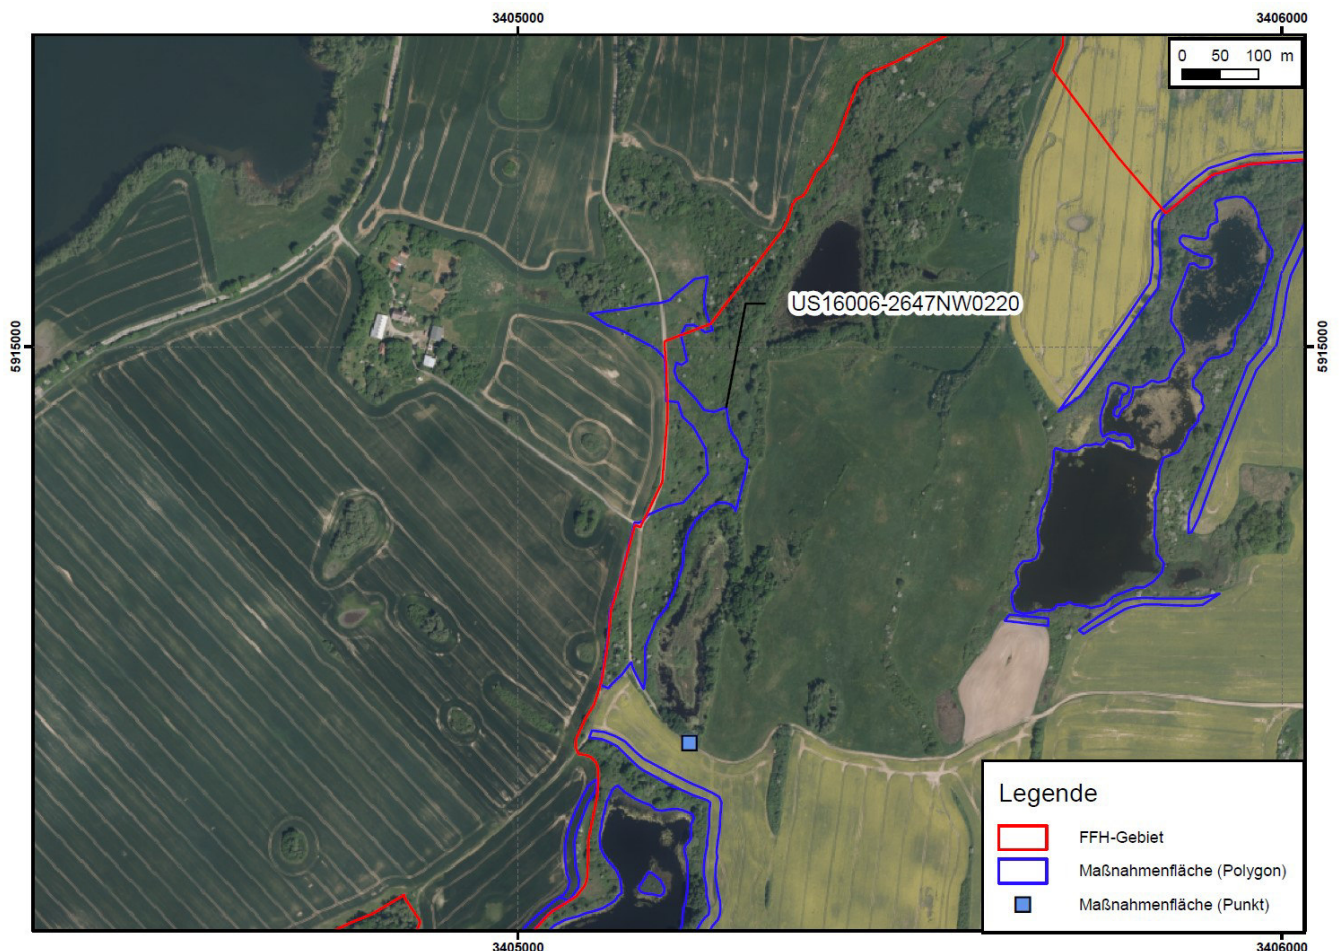 3405000
3406000
0 50 100 m
US16006-2647NW0220
5915000
5915000
Legende
FFH-Gebiet
Maßnahmenfläche (Polygon)
Maßnahmenfläche (Punkt)
3405000
3406000